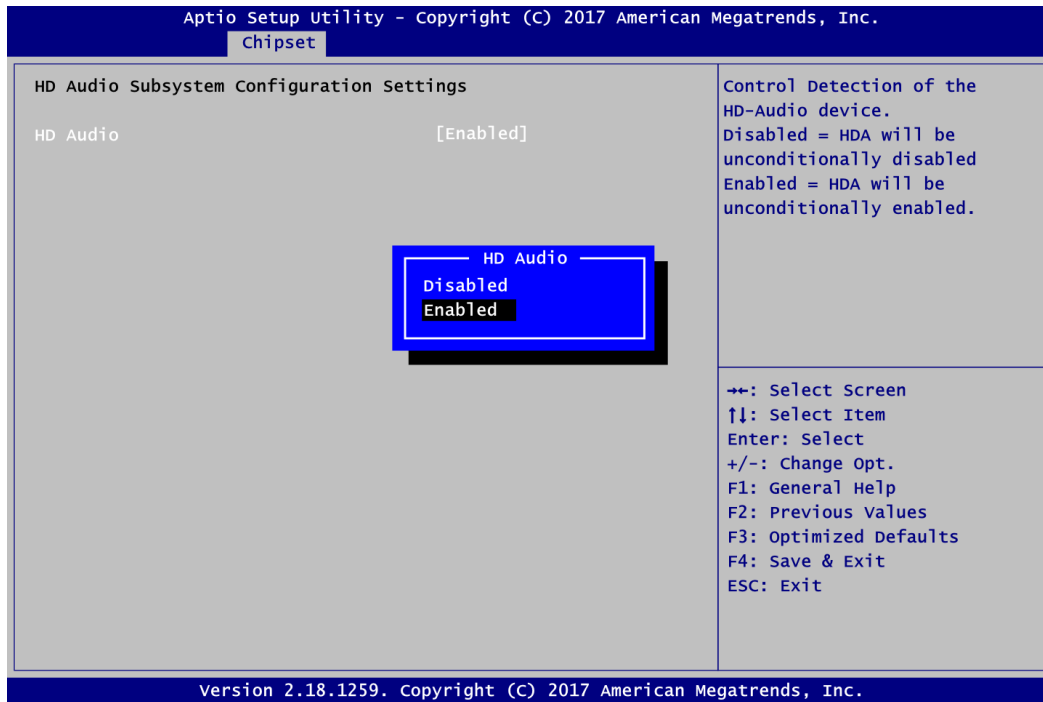 Aptio Setup Utility - Copyright (C) 2017 American Megatrends, Inc.
Chipset
HD Audio Subsystem Configuration Settings
HD Audio [Enabled]
HD Audio
Disabled
Enabled
Control Detection of the
HD-Audio device.
Disabled = HDA will be
unconditionally disabled
Enabled = HDA will be
unconditionally enabled.
→←: Select Screen
↑↓: Select Item
Enter: Select
+/-: Change Opt.
F1: General Help
F2: Previous Values
F3: Optimized Defaults
F4: Save & Exit
ESC: Exit
Version 2.18.1259. Copyright (C) 2017 American Megatrends, Inc.